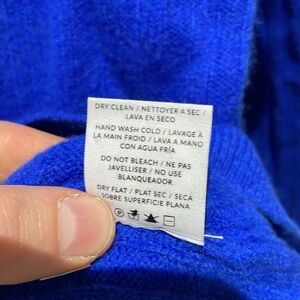 DRY CLEAN / NETTOYER A SEC /
LAVA EN SECO
HAND WASH COLD / LAVAGE À
LA MAIN FROID / LAVA A MANO
CON AGUA FRÍA
DO NOT BLEACH / NE PAS
JAVELLISER / NO USE
BLANQUEADOR
DRY FLAT / PLAT SEC / SECA
SOBRE SUPERFICIE PLANA
P